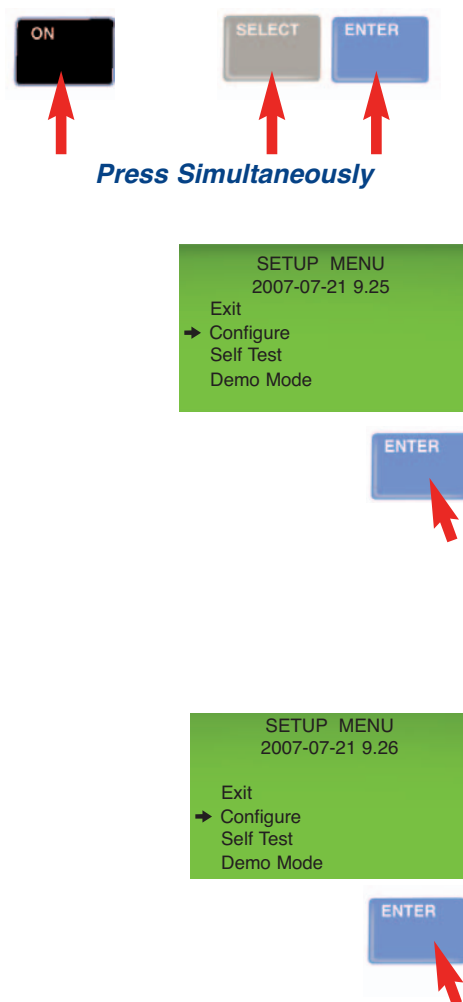 ON SELECT ENTER
Press Simultaneously
SETUP MENU
2007-07-21 9.25
Exit
Configure
Self Test
Demo Mode
ENTER
SETUP MENU
2007-07-21 9.26
Exit
Configure
Self Test
Demo Mode
ENTER